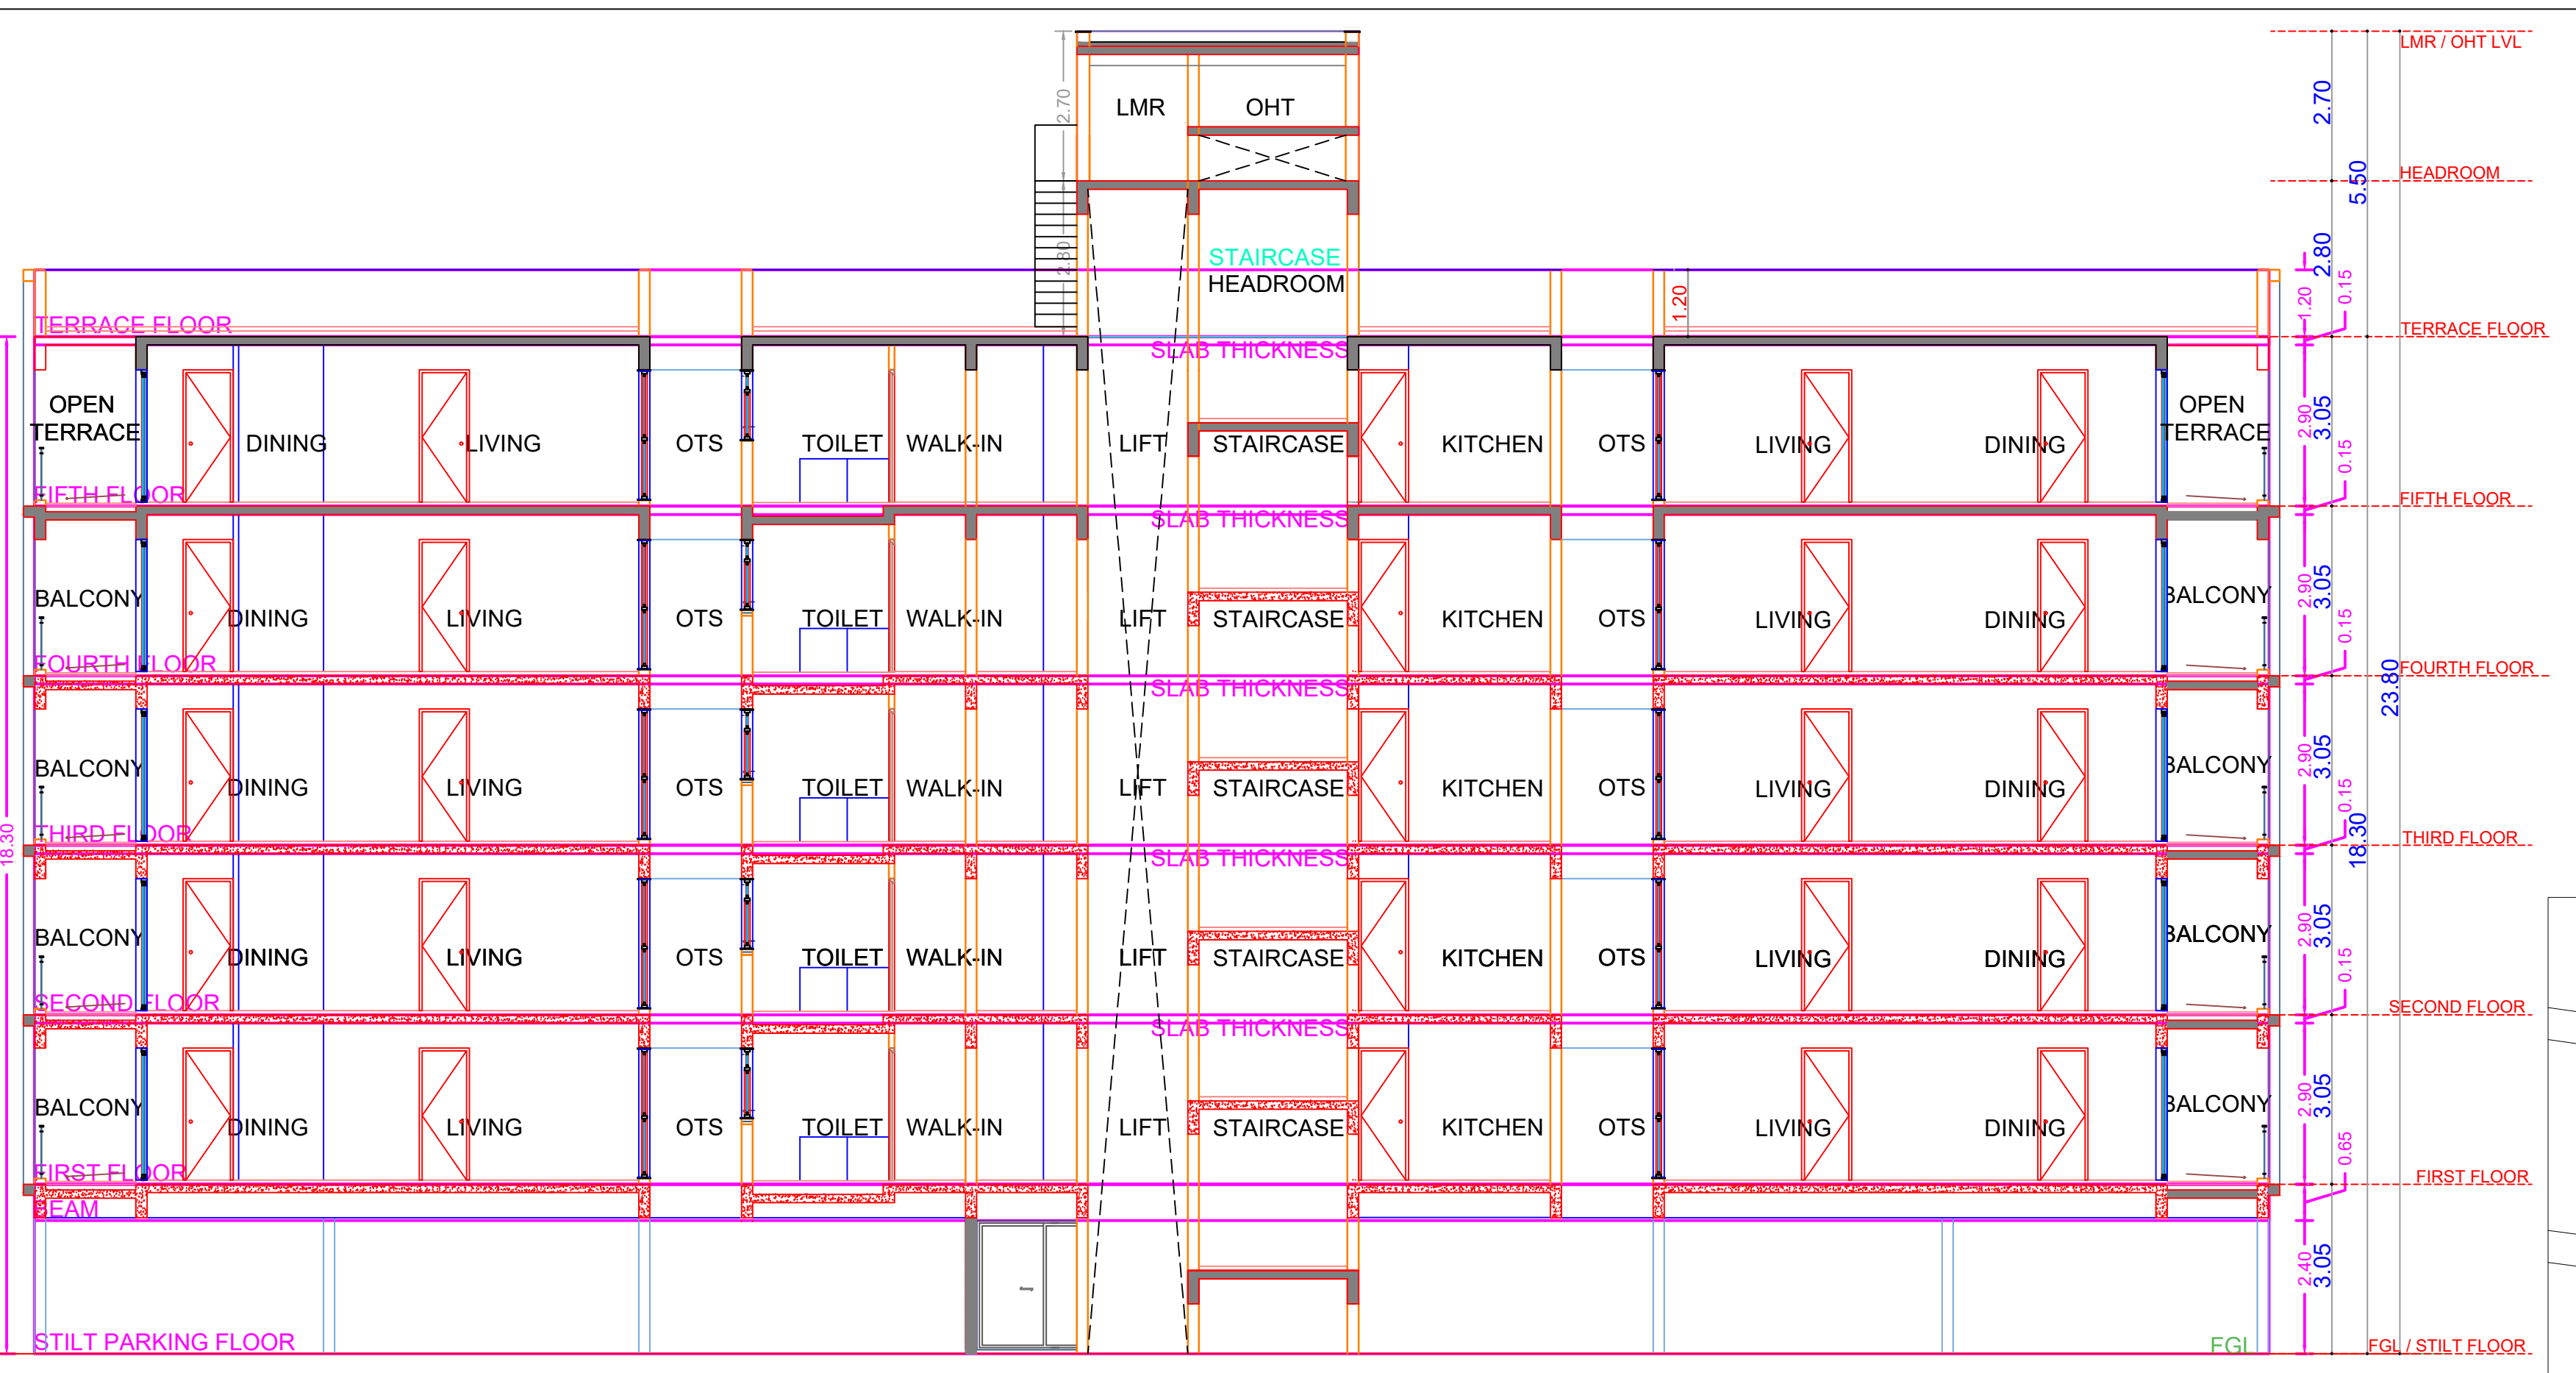 LMR / OHT LVL
2.70
LMR
OHT
2.70
5.50
HEADROOM
2.80
STAIRCASE
HEADROOM
2.80
0.15
1.20
1.20
TERRACE FLOOR
TERRACE FLOOR
SLAB THICKNESS
OPEN
TERRACE
DINING
LIVING
OTS
TOILET
WALK-IN
LIFT
STAIRCASE
KITCHEN
OTS
LIVING
DINING
OPEN
TERRACE
2.90
3.05
0.15
FIFTH FLOOR
FIFTH FLOOR
SLAB THICKNESS
BALCONY
DINING
LIVING
OTS
TOILET
WALK-IN
LIFT
STAIRCASE
KITCHEN
OTS
LIVING
DINING
BALCONY
2.90
3.05
0.15
FOURTH FLOOR
FOURTH FLOOR
23.80
SLAB THICKNESS
BALCONY
DINING
LIVING
OTS
TOILET
WALK-IN
LIFT
STAIRCASE
KITCHEN
OTS
LIVING
DINING
BALCONY
2.90
3.05
0.15
18.30
THIRD FLOOR
THIRD FLOOR
18.30
SLAB THICKNESS
BALCONY
DINING
LIVING
OTS
TOILET
WALK-IN
LIFT
STAIRCASE
KITCHEN
OTS
LIVING
DINING
BALCONY
2.90
3.05
0.15
SECOND FLOOR
SECOND FLOOR
SLAB THICKNESS
BALCONY
DINING
LIVING
OTS
TOILET
WALK-IN
LIFT
STAIRCASE
KITCHEN
OTS
LIVING
DINING
BALCONY
2.90
3.05
0.65
FIRST FLOOR
FIRST FLOOR
BEAM
2.40
3.05
STILT PARKING FLOOR
FGL
FGL / STILT FLOOR